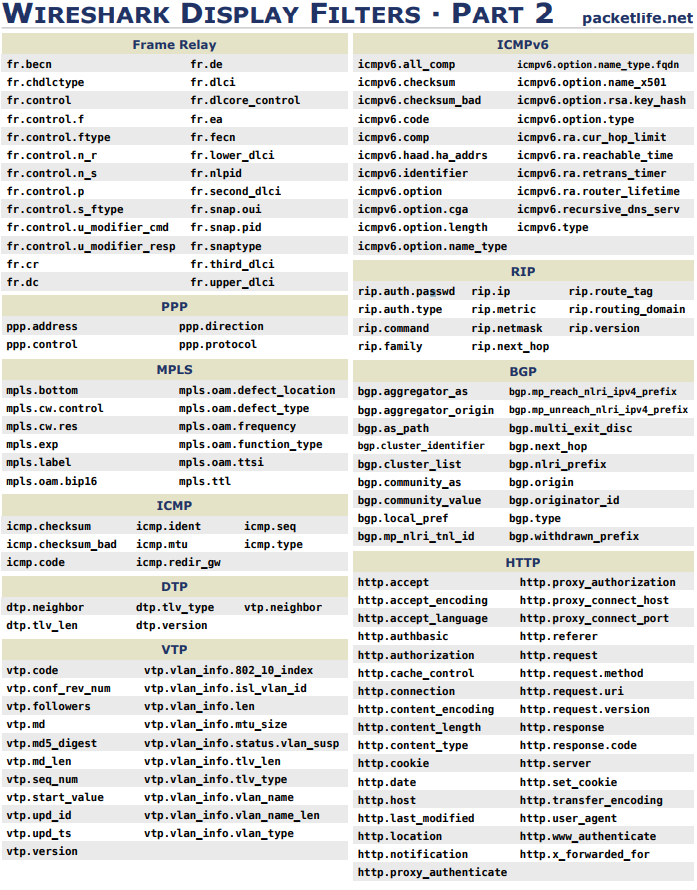 WIRESHARK DISPLAY FILTERS · PART 2 packetlife.net
Frame Relay
fr.becn fr.de
fr.chdlctype fr.dlci
fr.control fr.dlcore_control
fr.control.f fr.ea
fr.control.ftype fr.fecn
fr.control.n_r fr.lower_dlci
fr.control.n_s fr.nlpid
fr.control.p fr.second_dlci
fr.control.s_ftype fr.snap.oui
fr.control.u_modifier_cmd fr.snap.pid
fr.control.u_modifier_resp fr.snaptype
fr.cr fr.third_dlci
fr.dc fr.upper_dlci
PPP
ppp.address ppp.direction
ppp.control ppp.protocol
MPLS
mpls.bottom mpls.oam.defect_location
mpls.cw.control mpls.oam.defect_type
mpls.cw.res mpls.oam.frequency
mpls.exp mpls.oam.function_type
mpls.label mpls.oam.ttsi
mpls.oam.bip16 mpls.ttl
ICMP
icmp.checksum icmp.ident icmp.seq
icmp.checksum_bad icmp.mtu icmp.type
icmp.code icmp.redir_gw
DTP
dtp.neighbor dtp.tlv_type vtp.neighbor
dtp.tlv_len dtp.version
VTP
vtp.code vtp.vlan_info.802_10_index
vtp.conf_rev_num vtp.vlan_info.isl_vlan_id
vtp.followers vtp.vlan_info.len
vtp.md vtp.vlan_info.mtu_size
vtp.md5_digest vtp.vlan_info.status.vlan_susp
vtp.md_len vtp.vlan_info.tlv_len
vtp.seq_num vtp.vlan_info.tlv_type
vtp.start_value vtp.vlan_info.vlan_name
vtp.upd_id vtp.vlan_info.vlan_name_len
vtp.upd_ts vtp.vlan_info.vlan_type
vtp.version
ICMPv6
icmpv6.all_comp icmpv6.option.name_type.fqdn
icmpv6.checksum icmpv6.option.name_x501
icmpv6.checksum_bad icmpv6.option.rsa.key_hash
icmpv6.code icmpv6.option.type
icmpv6.comp icmpv6.ra.cur_hop_limit
icmpv6.haad.ha_addrs icmpv6.ra.reachable_time
icmpv6.identifier icmpv6.ra.retrans_timer
icmpv6.option icmpv6.ra.router_lifetime
icmpv6.option.cga icmpv6.recursive_dns_serv
icmpv6.option.length icmpv6.type
icmpv6.option.name_type
RIP
rip.auth.passwd rip.ip rip.route_tag
rip.auth.type rip.metric rip.routing_domain
rip.command rip.netmask rip.version
rip.family rip.next_hop
BGP
bgp.aggregator_as bgp.mp_reach_nlri_ipv4_prefix
bgp.aggregator_origin bgp.mp_unreach_nlri_ipv4_prefix
bgp.as_path bgp.multi_exit_disc
bgp.cluster_identifier bgp.next_hop
bgp.cluster_list bgp.nlri_prefix
bgp.community_as bgp.origin
bgp.community_value bgp.originator_id
bgp.local_pref bgp.type
bgp.mp_nlri_tnl_id bgp.withdrawn_prefix
HTTP
http.accept http.proxy_authorization
http.accept_encoding http.proxy_connect_host
http.accept_language http.proxy_connect_port
http.authbasic http.referer
http.authorization http.request
http.cache_control http.request.method
http.connection http.request.uri
http.content_encoding http.request.version
http.content_length http.response
http.content_type http.response.code
http.cookie http.server
http.date http.set_cookie
http.host http.transfer_encoding
http.last_modified http.user_agent
http.location http.www_authenticate
http.notification http.x_forwarded_for
http.proxy_authenticate